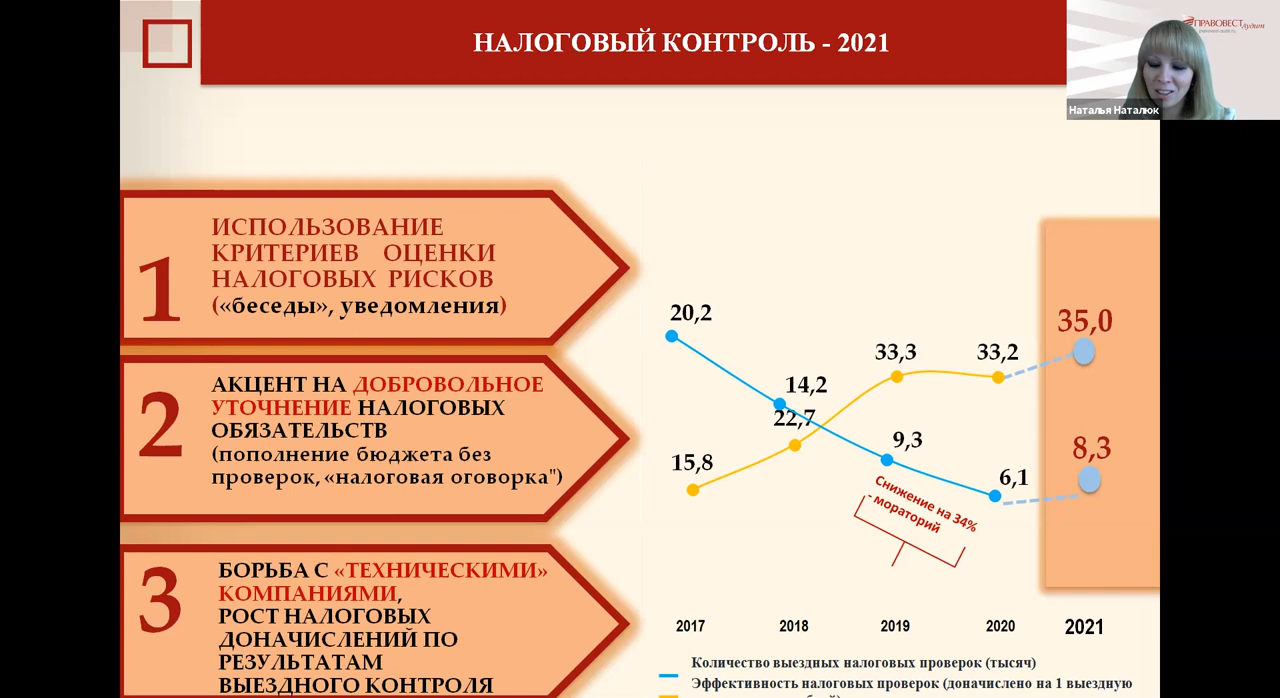 НАЛОГОВЫЙ КОНТРОЛЬ - 2021
ПРАВОВЕСТ
Аудит
Наталья Наталюк
1
ИСПОЛЬЗОВАНИЕ
КРИТЕРИЕВ ОЦЕНКИ
НАЛОГОВЫХ РИСКОВ
(«беседы», уведомления)
2
АКЦЕНТ НА ДОБРОВОЛЬНОЕ
УТОЧНЕНИЕ НАЛОГОВЫХ
ОБЯЗАТЕЛЬСТВ
(пополнение бюджета без
проверок, «налоговая оговорка")
3
БОРЬБА С «ТЕХНИЧЕСКИМИ»
КОМПАНИЯМИ,
РОСТ НАЛОГОВЫХ
ДОНАЧИСЛЕНИЙ ПО
РЕЗУЛЬТАТАМ
ВЫЕЗДНОГО КОНТРОЛЯ
20,2
14,2
22,7
15,8
33,3
33,2
35,0
9,3
6,1
8,3
Снижение на 34%
- мораторий
2017 2018 2019 2020 2021
Количество выездных налоговых проверок (тысяч)
Эффективность налоговых проверок (доначислено на 1 выездную